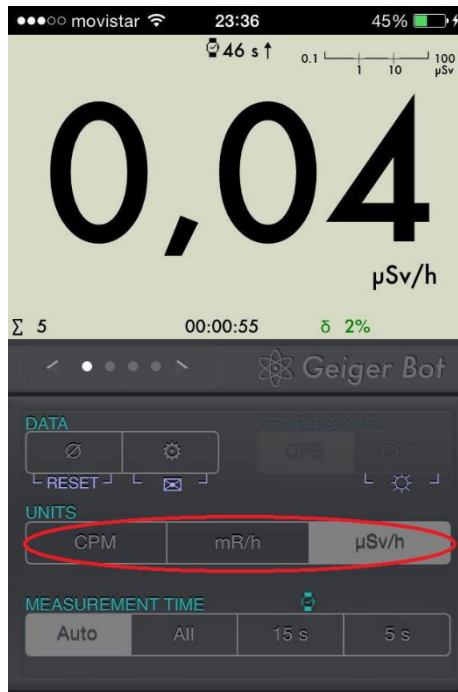 movistar 23:36 45%
46 s ↑
0.1 1 10 100 µSv
0,04
µSv/h
Σ 5 00:00:55 δ 2%
< > Geiger Bot
DATA GRAPH SCALE
Ø CPS CPM
RESET
UNITS
CPM mR/h µSv/h
MEASUREMENT TIME
Auto All 15 s 5 s